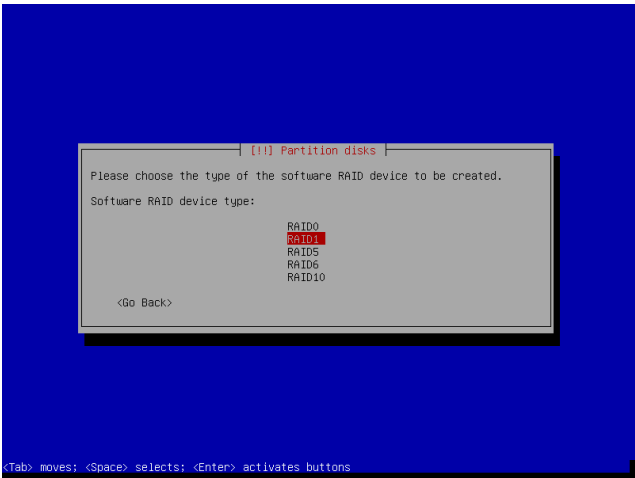 [!!] Partition disks
Please choose the type of the software RAID device to be created.
Software RAID device type:
RAID0
RAID1
RAID5
RAID6
RAID10
<Go Back>
<Tab> moves; <Space> selects; <Enter> activates buttons